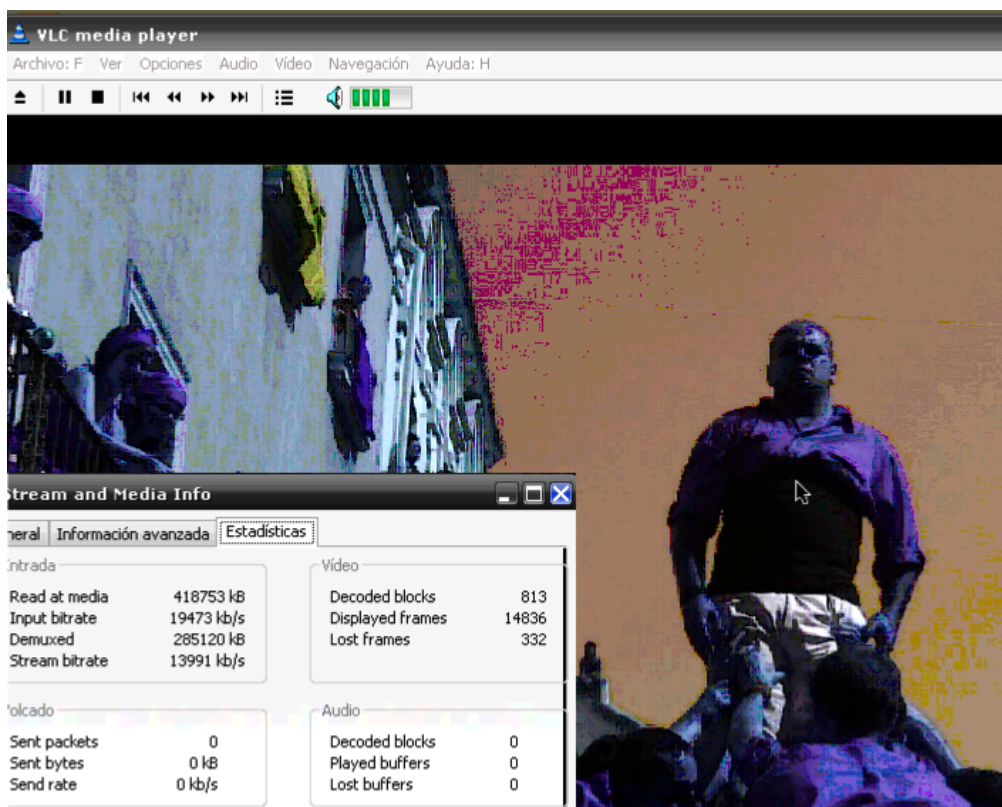 VLC media player
Archivo: F Ver Opciones Audio Vídeo Navegación Ayuda: H
Stream and Media Info
neral Información avanzada Estadísticas
Entrada
Read at media 418753 kB
Input bitrate 19473 kb/s
Demuxed 285120 kB
Stream bitrate 13991 kb/s
Vídeo
Decoded blocks 813
Displayed frames 14836
Lost frames 332
Volcado
Sent packets 0
Sent bytes 0 kB
Send rate 0 kb/s
Audio
Decoded blocks 0
Played buffers 0
Lost buffers 0